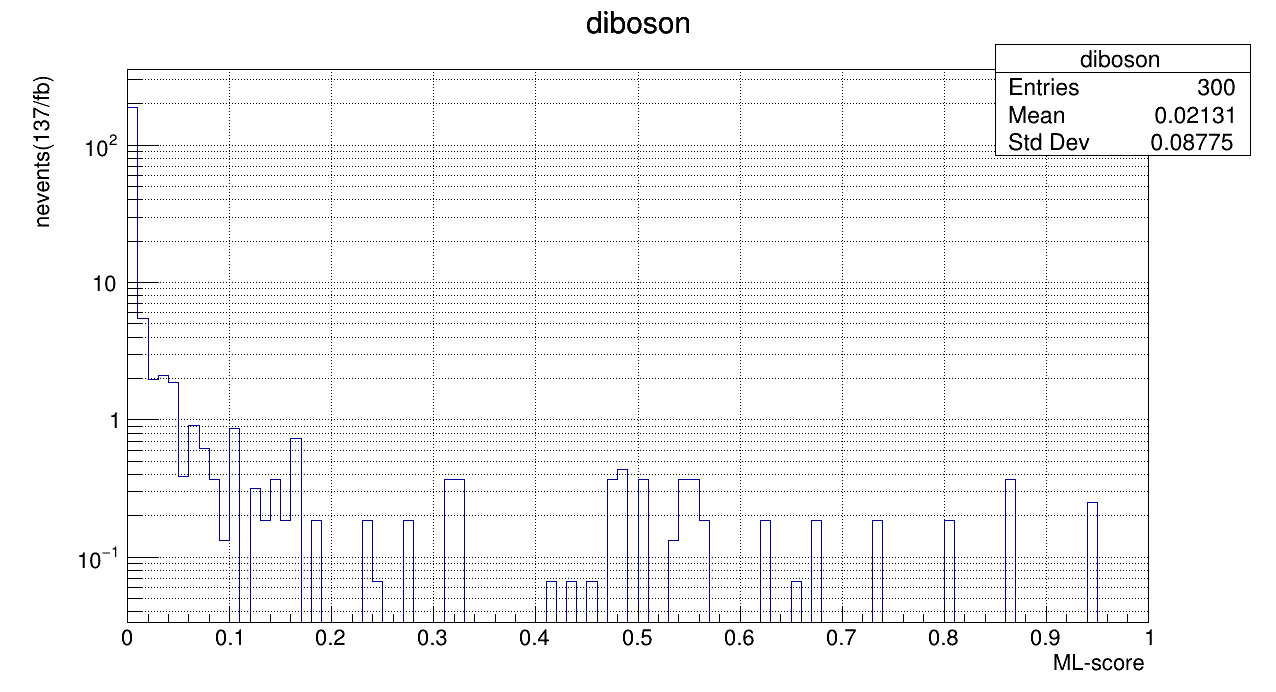 diboson
diboson
Entries 300
Mean 0.02131
Std Dev 0.08775
nevents(137/fb)
10²
10
1
10⁻¹
0 0.1 0.2 0.3 0.4 0.5 0.6 0.7 0.8 0.9 1
ML-score